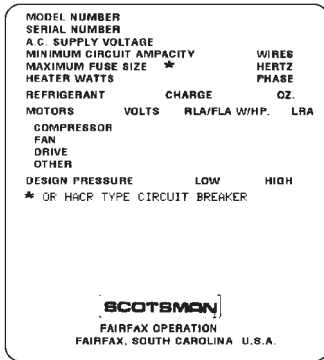 MODEL NUMBER
SERIAL NUMBER
A.C. SUPPLY VOLTAGE
MINIMUM CIRCUIT AMPACITY WIRES
MAXIMUM FUSE SIZE * HERTZ
HEATER WATTS PHASE
REFRIGERANT CHARGE OZ.
MOTORS VOLTS RLA/FLA W/HP. LRA
COMPRESSOR
FAN
DRIVE
OTHER
DESIGN PRESSURE LOW HIGH
* OR HACR TYPE CIRCUIT BREAKER
SCOTSMAN
FAIRFAX OPERATION
FAIRFAX, SOUTH CAROLINA U.S.A.